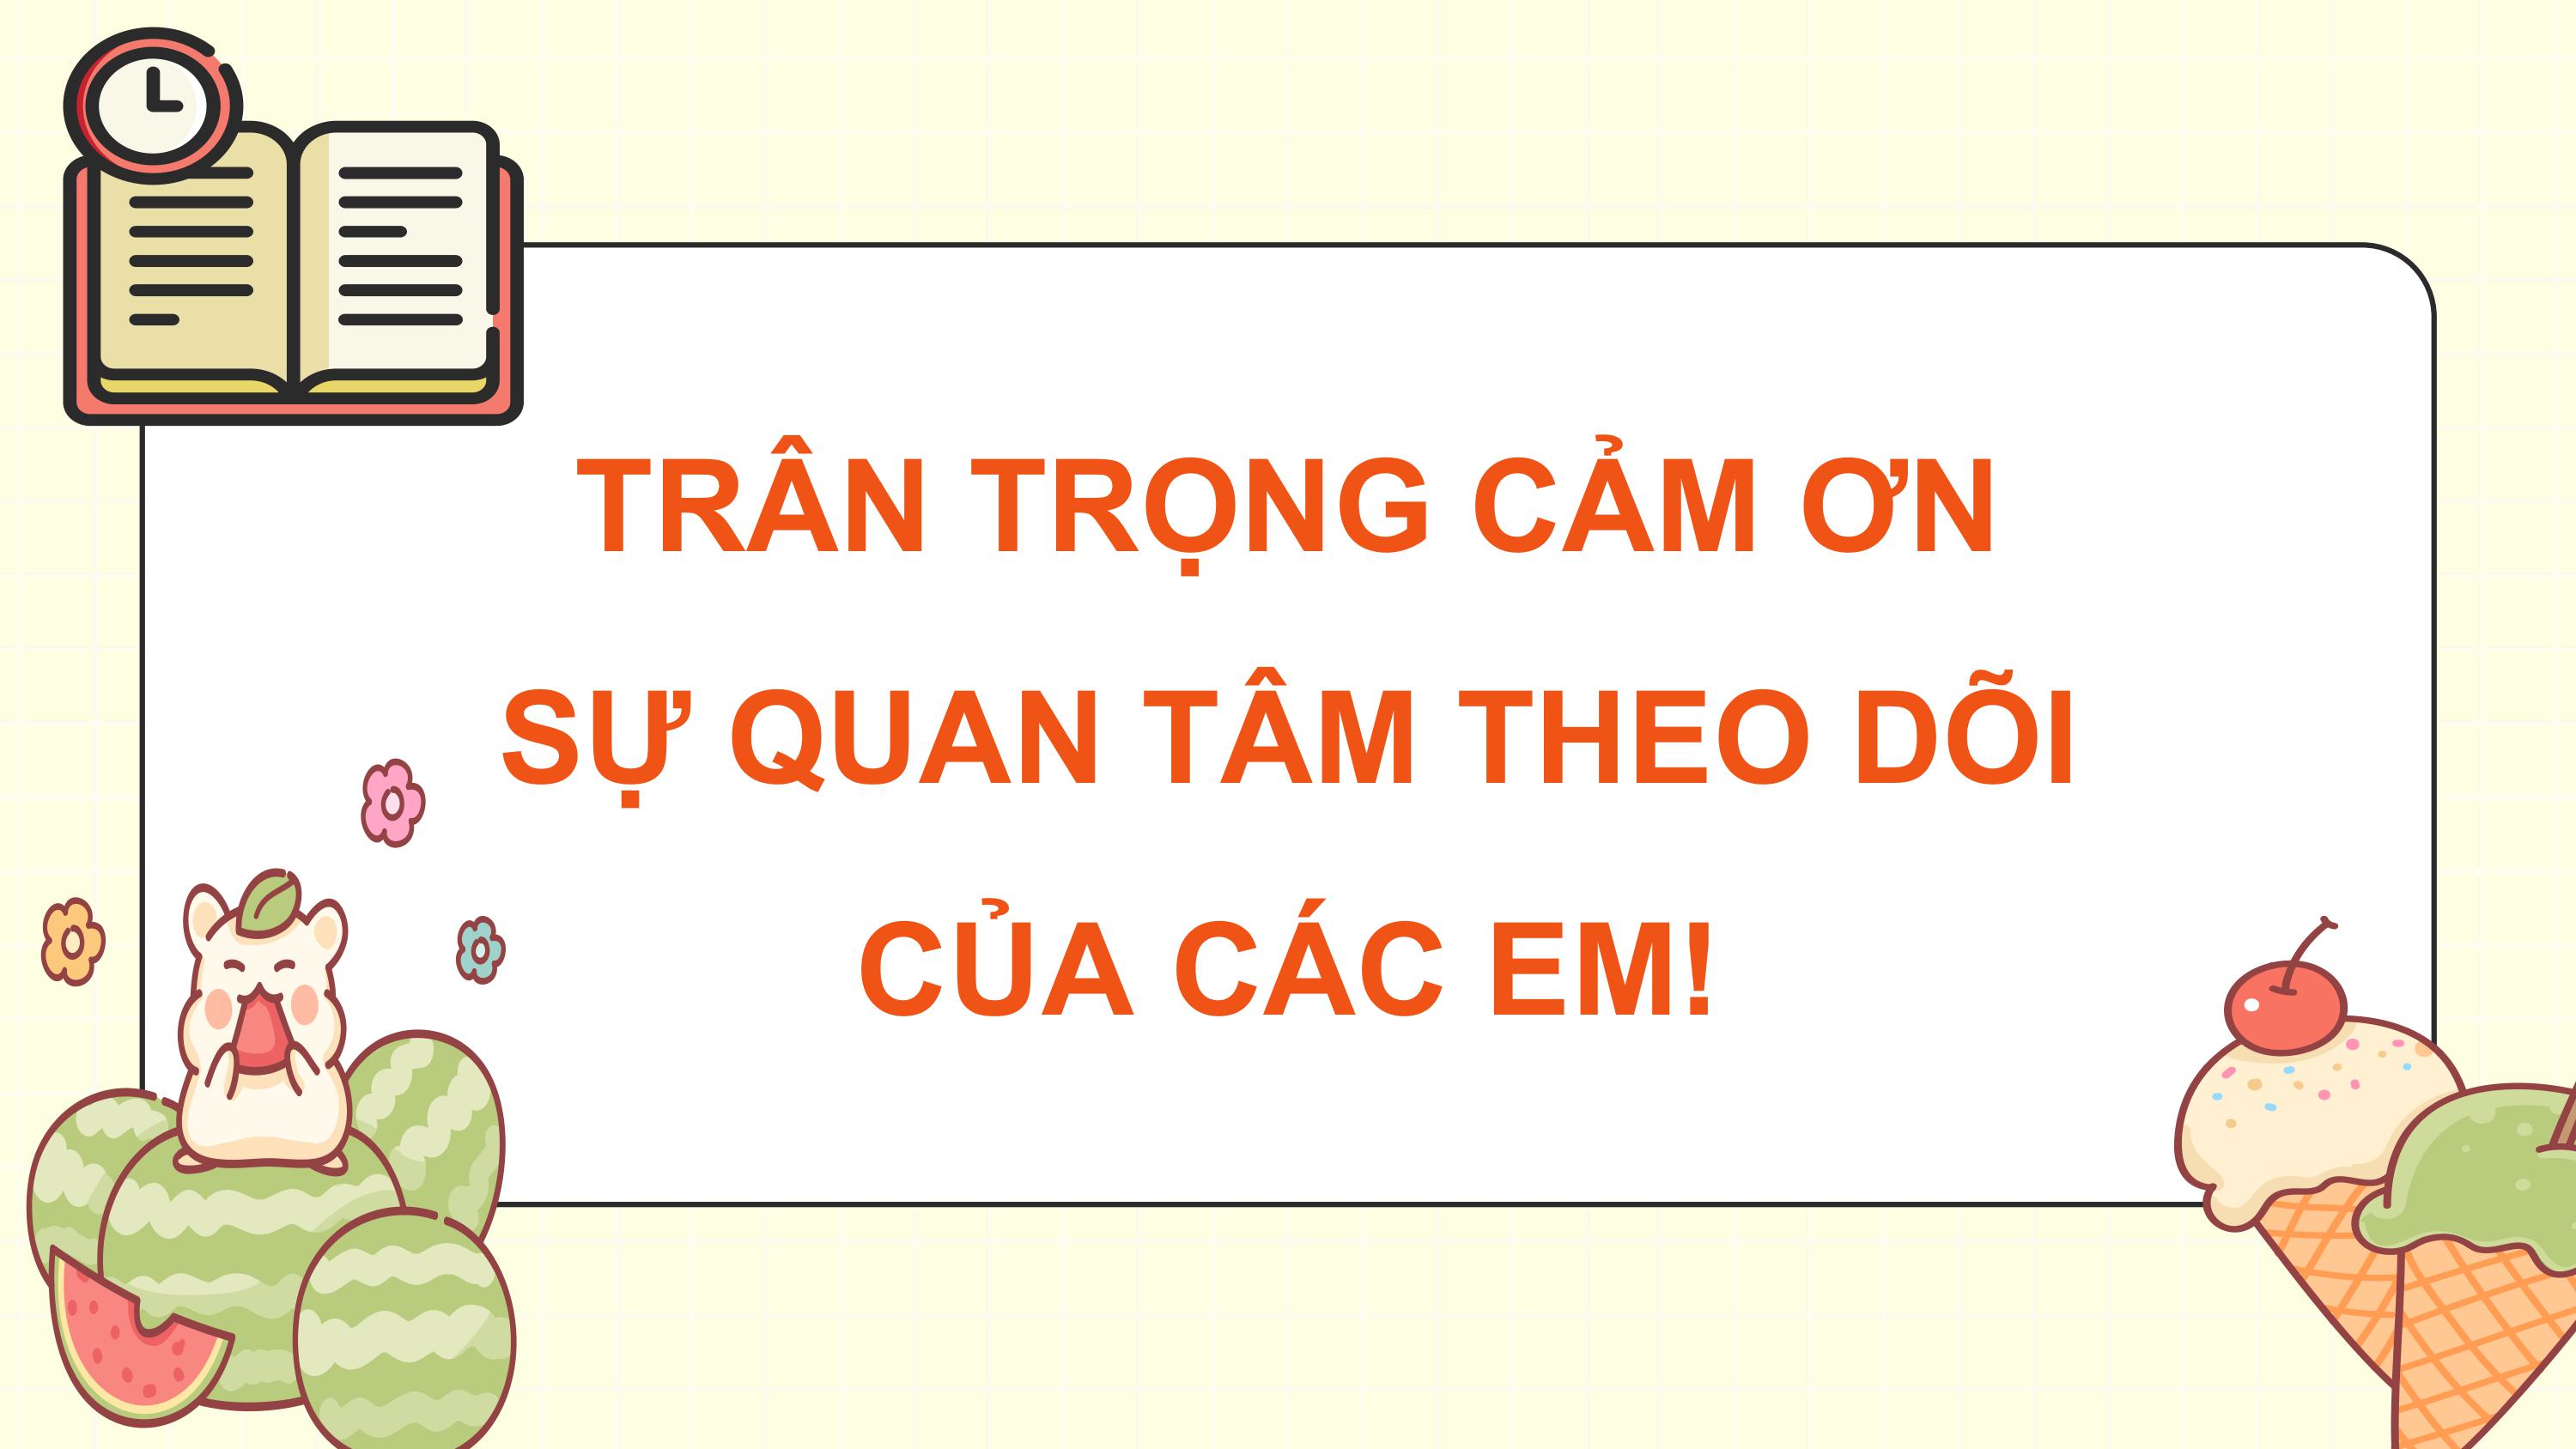 TRÂN TRỌNG CẢM ƠN
SỰ QUAN TÂM THEO DÕI
CỦA CÁC EM!